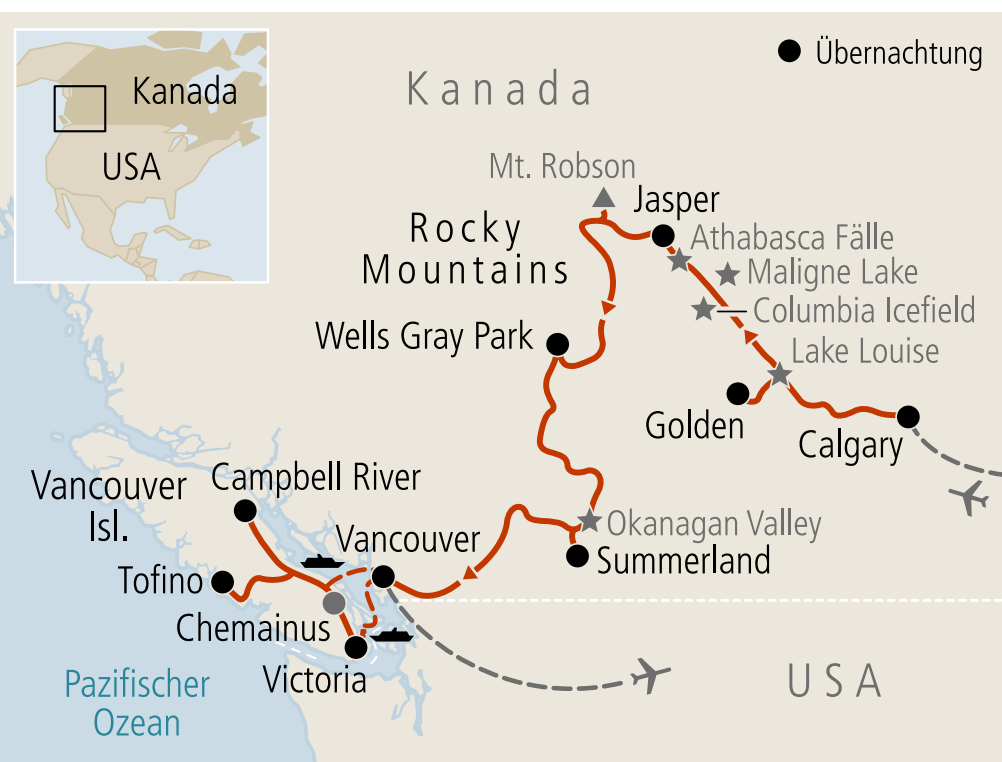 Kanada
USA
Übernachtung
Kanada
Mt. Robson
Jasper
Rocky
Mountains
Athabasca Fälle
Maligne Lake
Columbia Icefield
Wells Gray Park
Lake Louise
Golden
Calgary
Vancouver
Isl.
Campbell River
Okanagan Valley
Vancouver
Summerland
Tofino
Chemainus
Victoria
Pazifischer
Ozean
USA